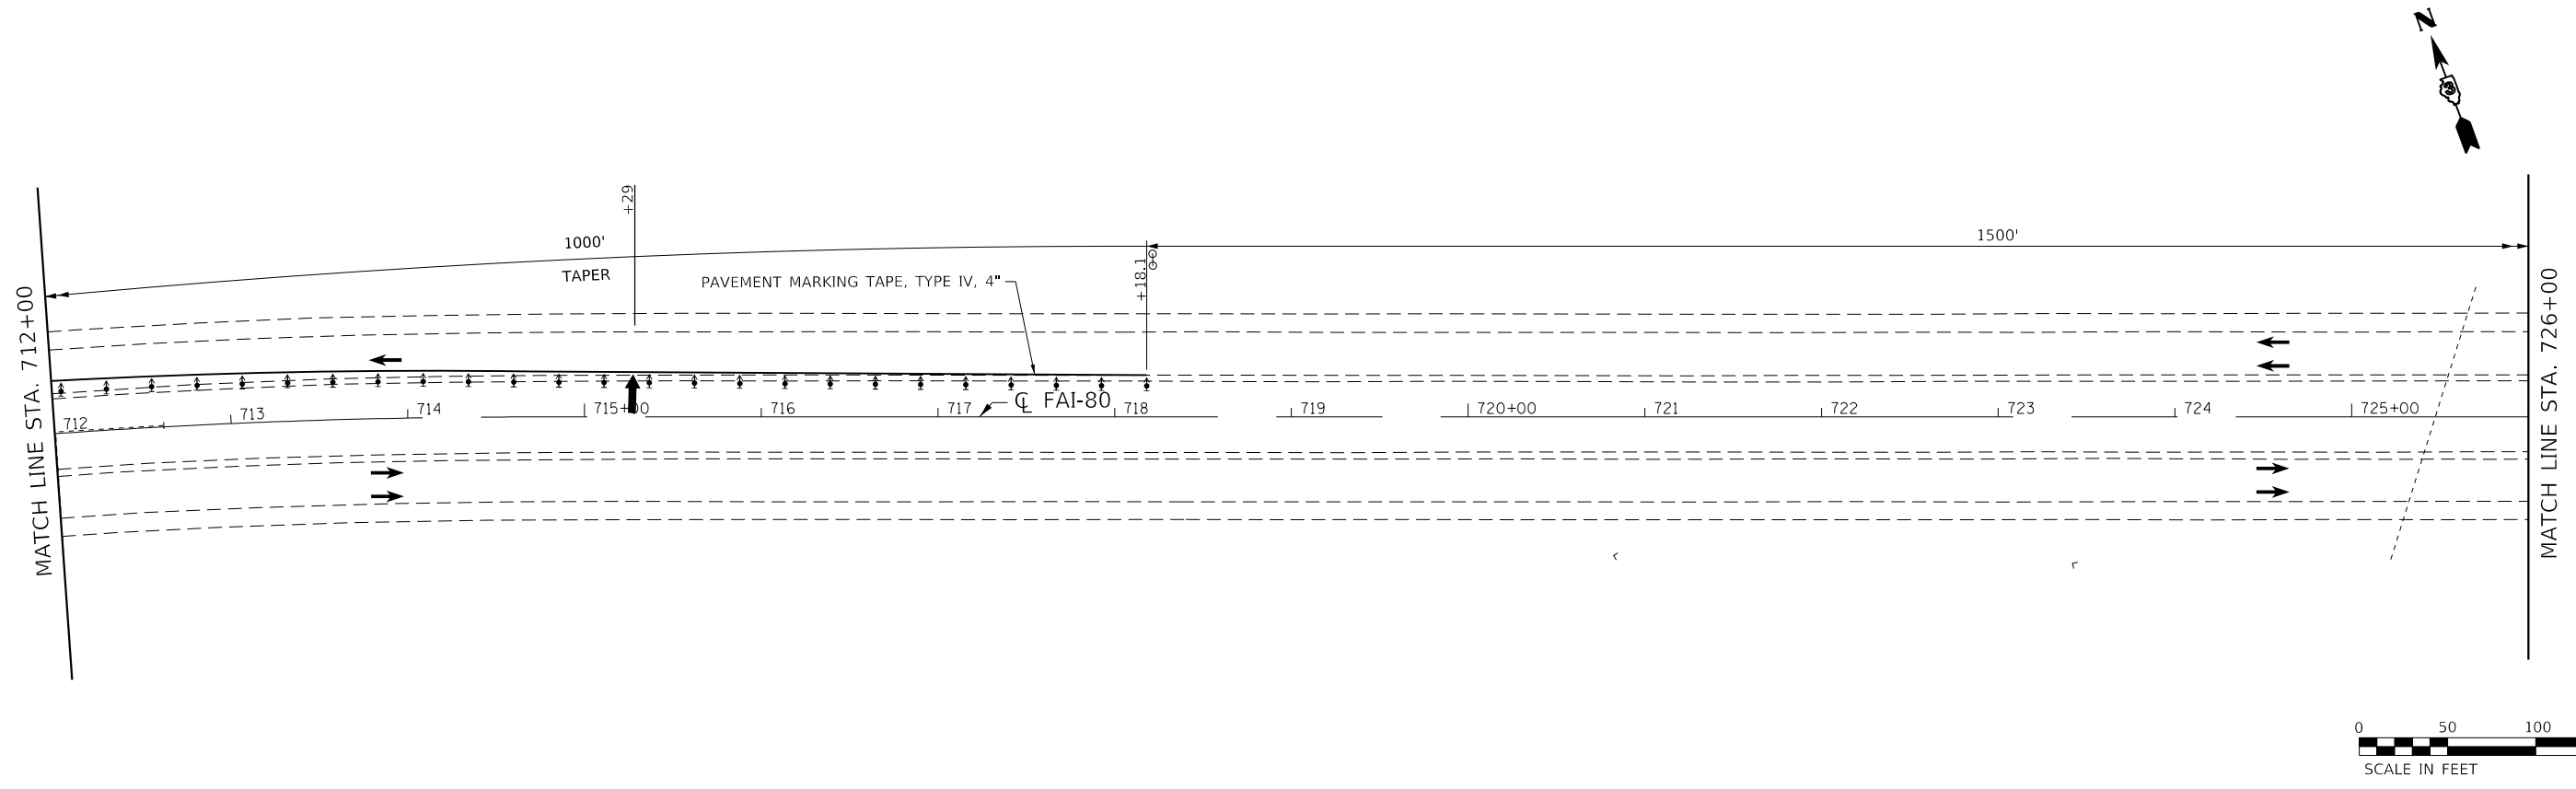 N
3
+29
1000'
TAPER
PAVEMENT MARKING TAPE, TYPE IV, 4"
+18.1
1500'
MATCH LINE STA. 712+00
MATCH LINE STA. 726+00
℄ FAI-80
712
713
714
715+00
716
717
718
719
720+00
721
722
723
724
725+00
0 50 100
SCALE IN FEET